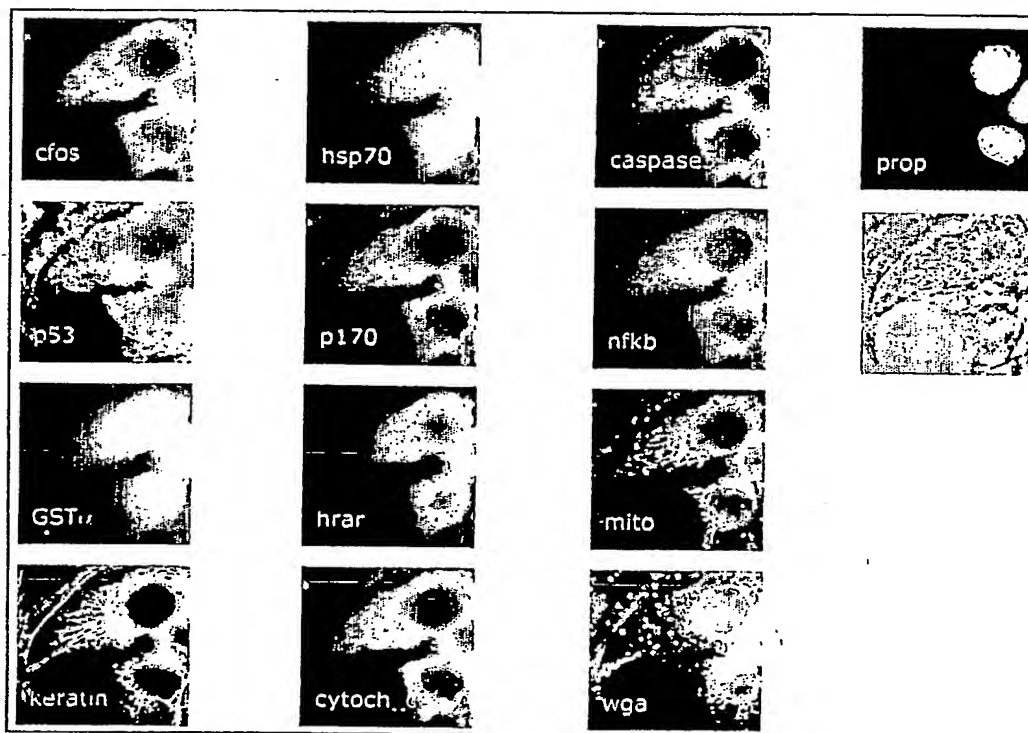 cfos
hsp70
caspase
prop
p53
p170
nfkb
GSTα
hrar
mito
keratin
cytoch
wga